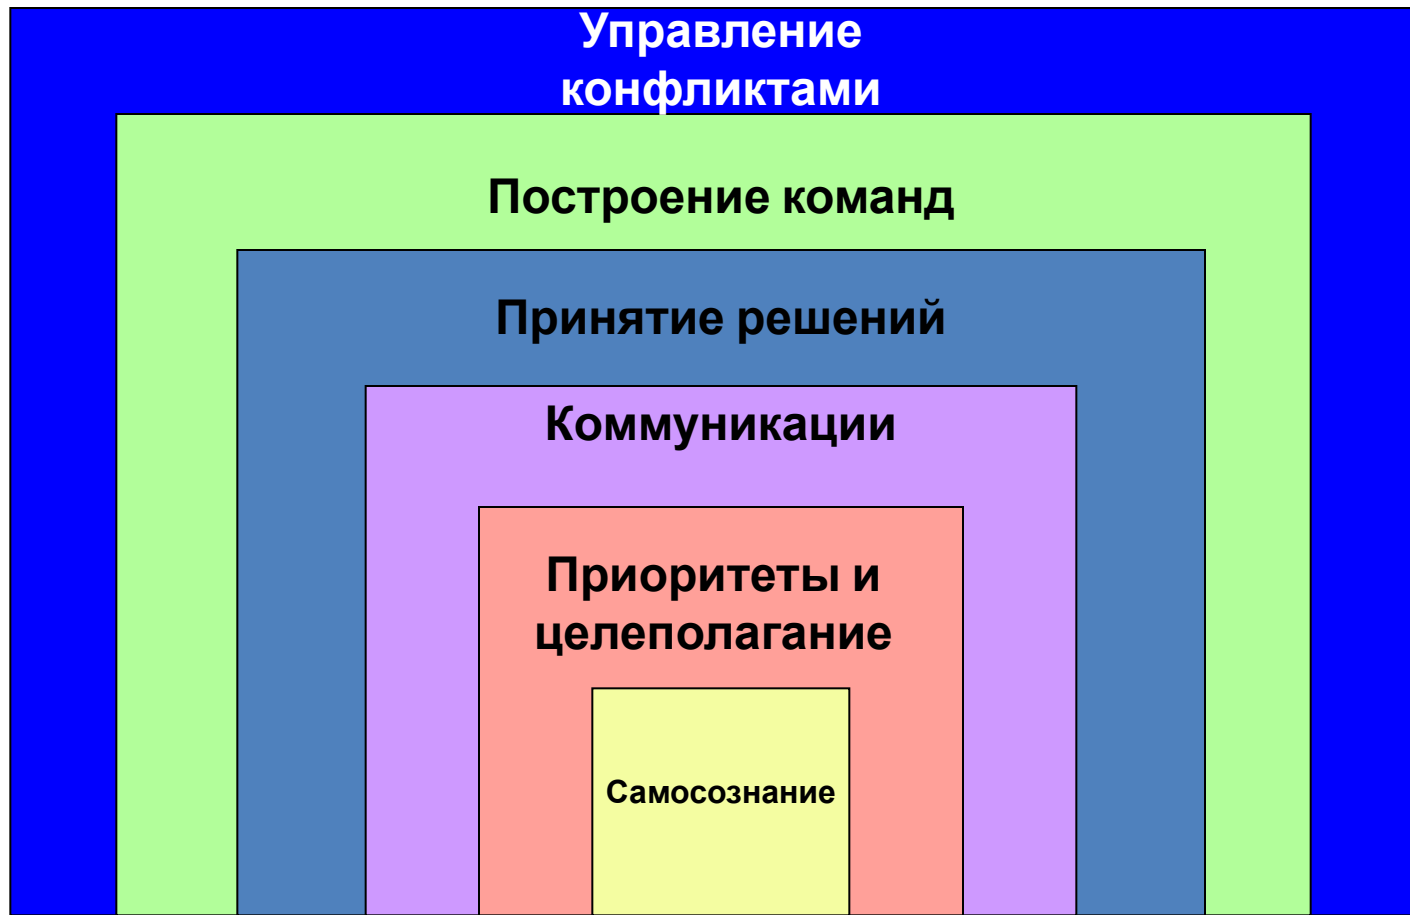 Управление
конфликтами
Построение команд
Принятие решений
Коммуникации
Приоритеты и
целеполагание
Самосознание